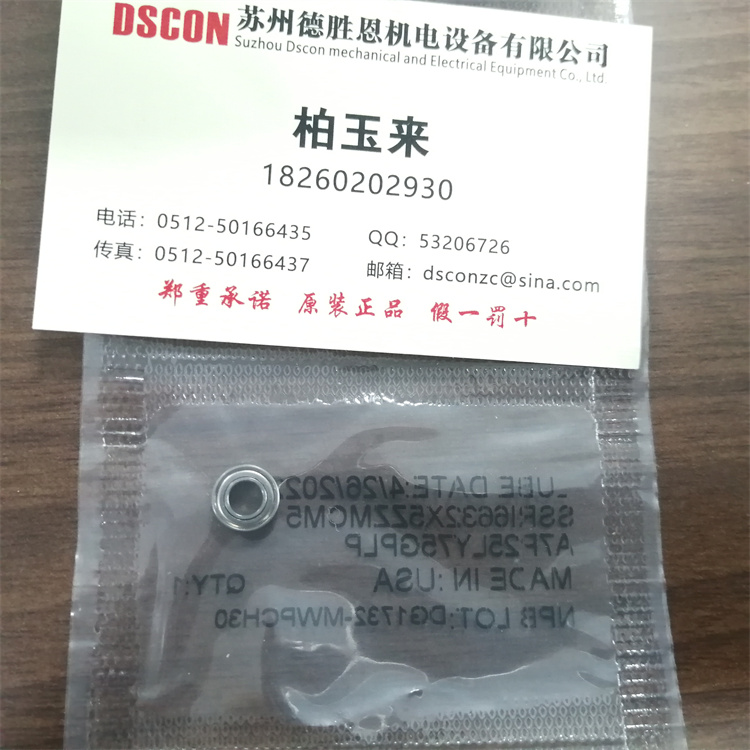 DSCON 苏州德胜恩机电设备有限公司
Suzhou Dscon mechanical and Electrical Equipment Co., Ltd.
柏玉来
18260202930
电话：0512-50166435 QQ：53206726
传真：0512-50166437 邮箱：dsconzc@sina.com
郑重承诺 原装正品 假一罚十
LUBE DATE:4/26/202
SSRI6632X5ZZMCM5
A7P25LY75GPLP
MADE IN: USA QTY:1
NPB LOT: DG1732-MWPCH30